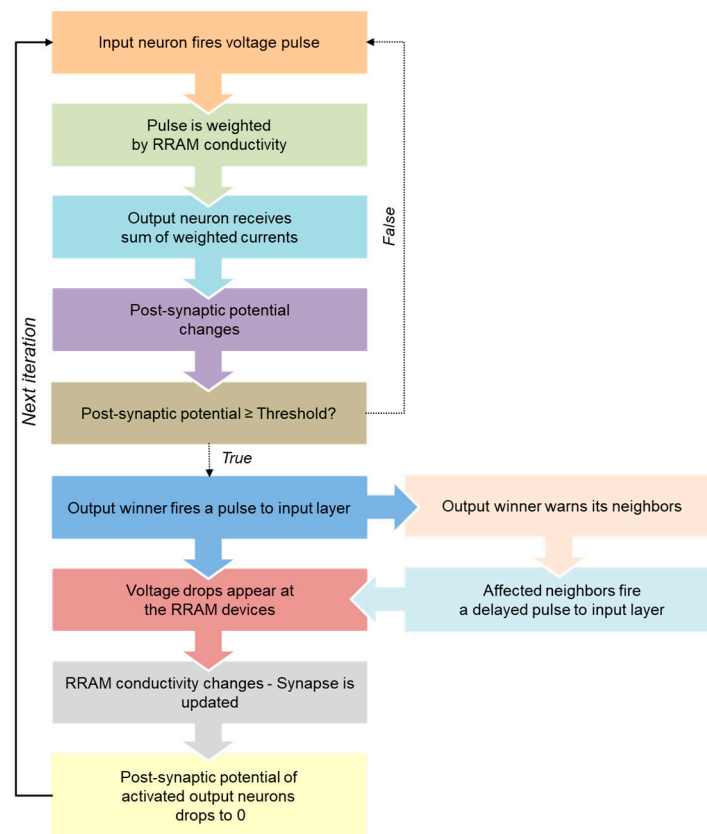 Input neuron fires voltage pulse
Pulse is weighted
by RRAM conductivity
Output neuron receives
sum of weighted currents
Post-synaptic potential
changes
Post-synaptic potential ≥ Threshold?
False
True
Next iteration
Output winner fires a pulse to input layer
Output winner warns its neighbors
Voltage drops appear at
the RRAM devices
Affected neighbors fire
a delayed pulse to input layer
RRAM conductivity changes - Synapse is
updated
Post-synaptic potential of
activated output neurons
drops to 0